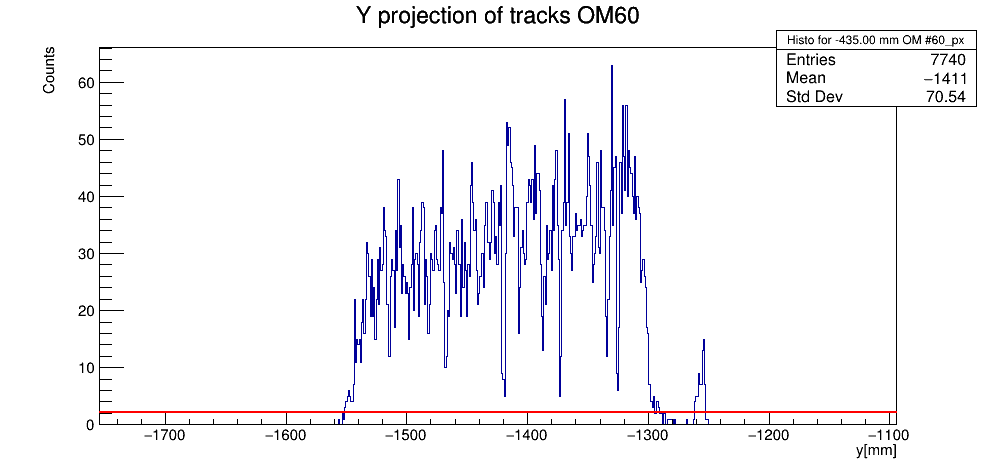 Y projection of tracks OM60
Histo for -435.00 mm OM #60_px
Entries 7740
Mean −1411
Std Dev 70.54
Counts
60
50
40
30
20
10
0
−1700 −1600 −1500 −1400 −1300 −1200 −1100
y[mm]